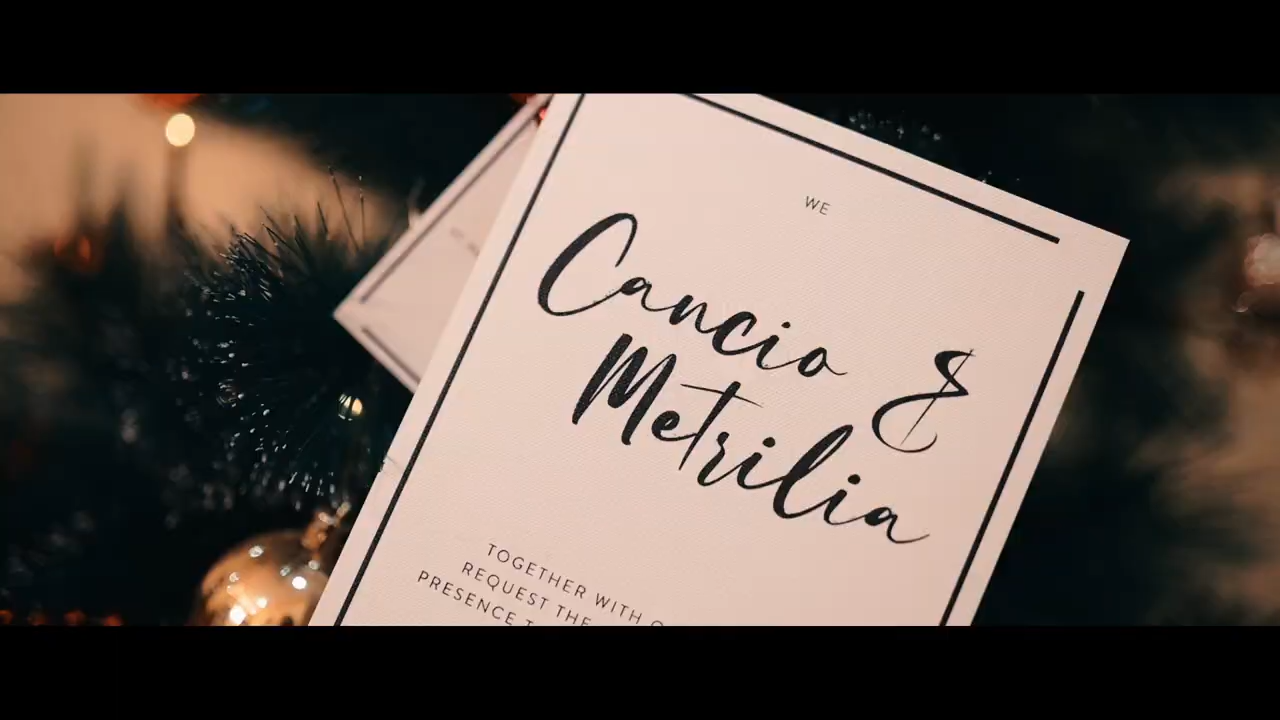 WE
Cancio &
Metrilia
TOGETHER WITH
REQUEST THE
PRESENCE